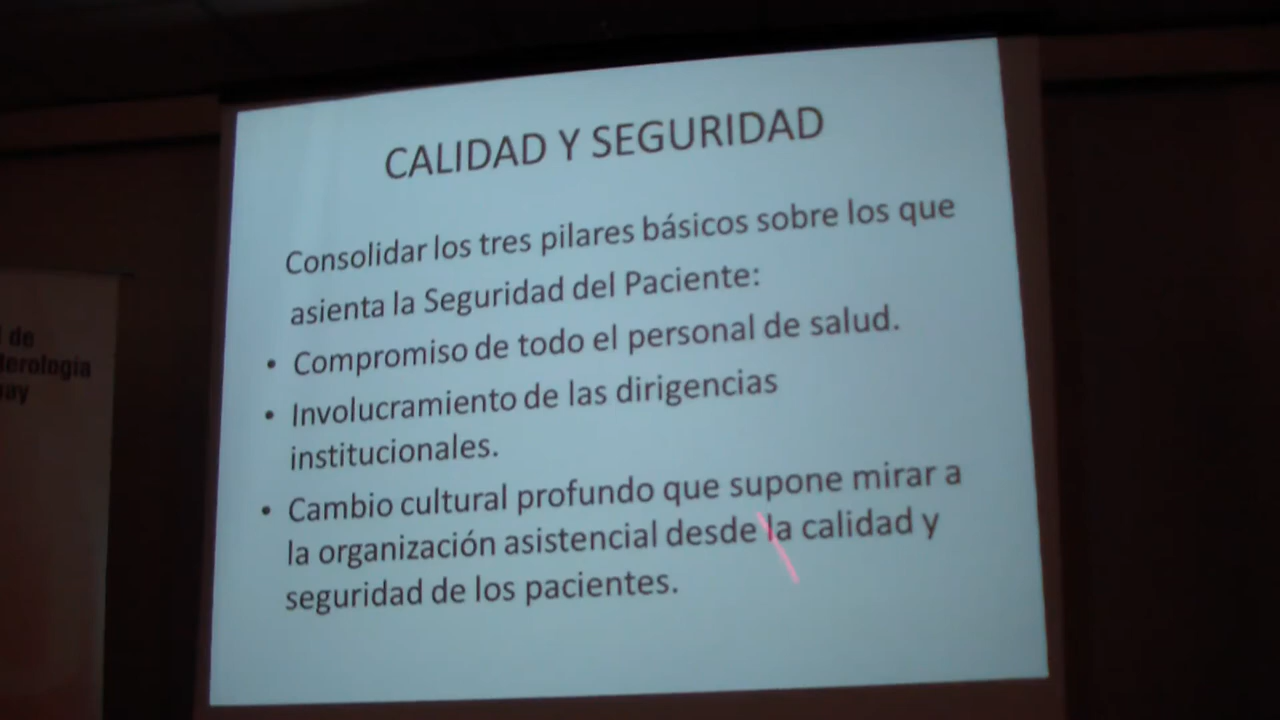 CALIDAD Y SEGURIDAD
Consolidar los tres pilares básicos sobre los que
asienta la Seguridad del Paciente:
• Compromiso de todo el personal de salud.
• Involucramiento de las dirigencias
institucionales.
• Cambio cultural profundo que supone mirar a
la organización asistencial desde la calidad y
seguridad de los pacientes.
de